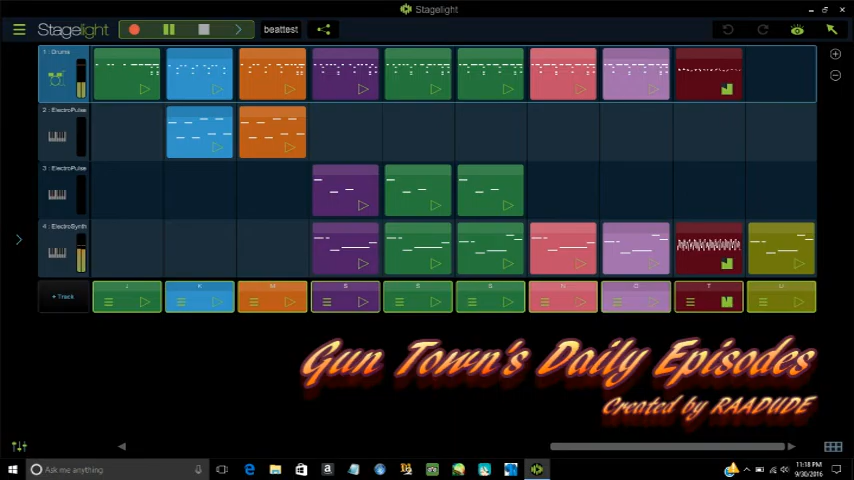 Stagelight
Stagelight
beattest
1 : Drums
2 : ElectroPulse
3 : ElectroPulse
4 : ElectroSynth
+ Track
Gun Town's Daily Episodes
Created by RAADUDE
Ask me anything
11:18 PM
9/30/2016